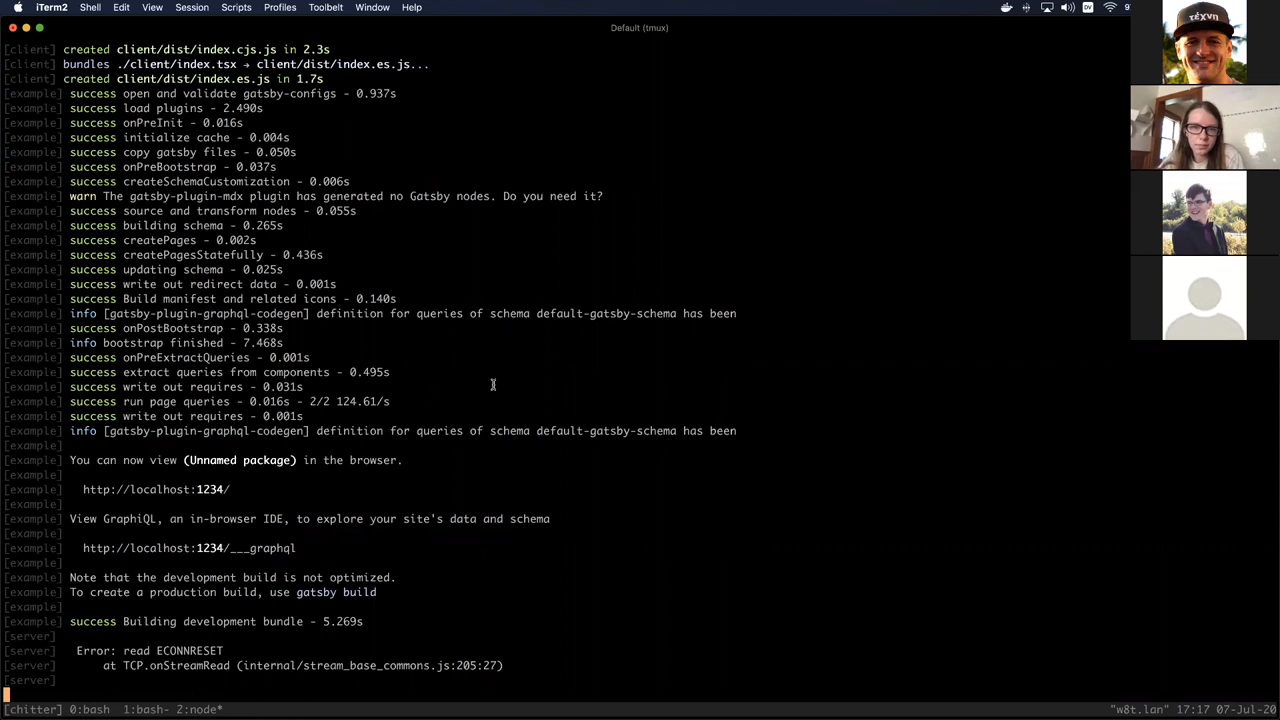 iTerm2 Shell Edit View Session Scripts Profiles Toolbelt Window Help
Default (tmux)
[client] created client/dist/index.cjs.js in 2.3s
[client] bundles ./client/index.tsx → client/dist/index.es.js...
[client] created client/dist/index.es.js in 1.7s
[example] success open and validate gatsby-configs - 0.937s
[example] success load plugins - 2.490s
[example] success onPreInit - 0.016s
[example] success initialize cache - 0.004s
[example] success copy gatsby files - 0.050s
[example] success onPreBootstrap - 0.037s
[example] success createSchemaCustomization - 0.006s
[example] warn The gatsby-plugin-mdx plugin has generated no Gatsby nodes. Do you need it?
[example] success source and transform nodes - 0.055s
[example] success building schema - 0.265s
[example] success createPages - 0.002s
[example] success createPagesStatefully - 0.436s
[example] success updating schema - 0.025s
[example] success write out redirect data - 0.001s
[example] success Build manifest and related icons - 0.140s
[example] info [gatsby-plugin-graphql-codegen] definition for queries of schema default-gatsby-schema has been
[example] success onPostBootstrap - 0.338s
[example] info bootstrap finished - 7.468s
[example] success onPreExtractQueries - 0.001s
[example] success extract queries from components - 0.495s
[example] success write out requires - 0.031s
[example] success run page queries - 0.016s - 2/2 124.61/s
[example] success write out requires - 0.001s
[example] info [gatsby-plugin-graphql-codegen] definition for queries of schema default-gatsby-schema has been
[example]
[example] You can now view (Unnamed package) in the browser.
[example]
[example] http://localhost:1234/
[example]
[example] View GraphiQL, an in-browser IDE, to explore your site's data and schema
[example]
[example] http://localhost:1234/___graphql
[example]
[example] Note that the development build is not optimized.
[example] To create a production build, use gatsby build
[example]
[example] success Building development bundle - 5.269s
[server]
[server] Error: read ECONNRESET
[server] at TCP.onStreamRead (internal/stream_base_commons.js:205:27)
[server]
[chitter] 0:bash 1:bash- 2:node* "w8t.lan" 17:17 07-Jul-20